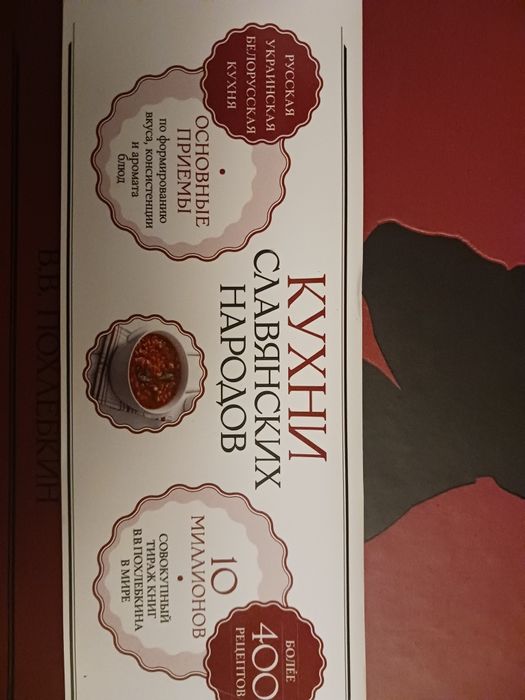 РУССКАЯ
УКРАИНСКАЯ
БЕЛОРУССКАЯ
КУХНЯ
ОСНОВНЫЕ
ПРИЕМЫ
по формированию
вкуса, консистенции
и аромата
блюд
КУХНИ
СЛАВЯНСКИХ
НАРОДОВ
10
МИЛЛИОНОВ
СОВОКУПНЫЙ
ТИРАЖ КНИГ
В.В.ПОХЛЕБКИНА
В МИРЕ
БОЛЕЕ
400
РЕЦЕПТОВ
В.В. ПОХЛЕБКИН